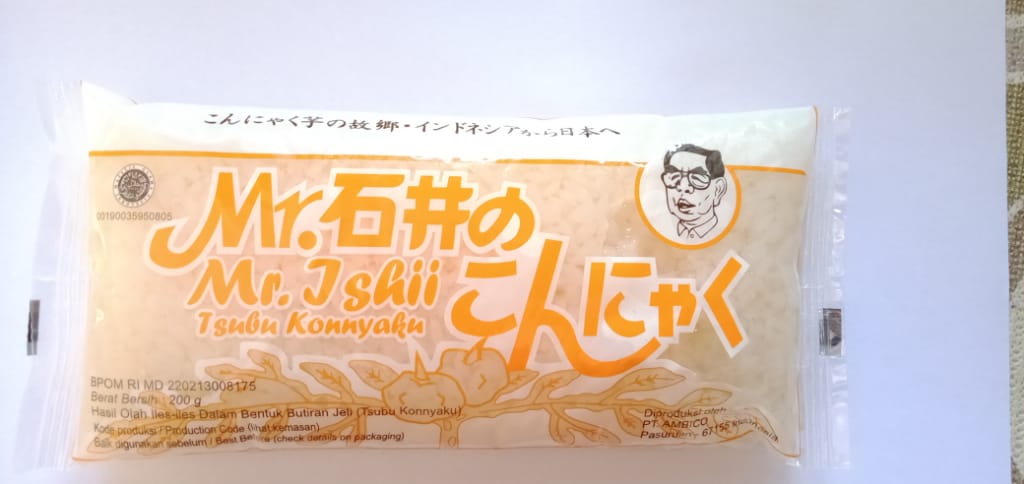 こんにゃく芋の故郷・インドネシアから日本へ
00190035950805
Mr.石井の
こんにゃく
Mr. Ishii
Tsubu Konnyaku
BPOM RI MD 220213008175
Berat Bersih : 200 g
Hasil Olah Iles-iles Dalam Bentuk Butiran Jeli (Tsubu Konnyaku)
Kode produksi / Production Code (lihat kemasan)
Baik digunakan sebelum / Best Before (check details on packaging)
Diproduksi oleh
PT AMBICO
Pasuruan 67155 Indonesia